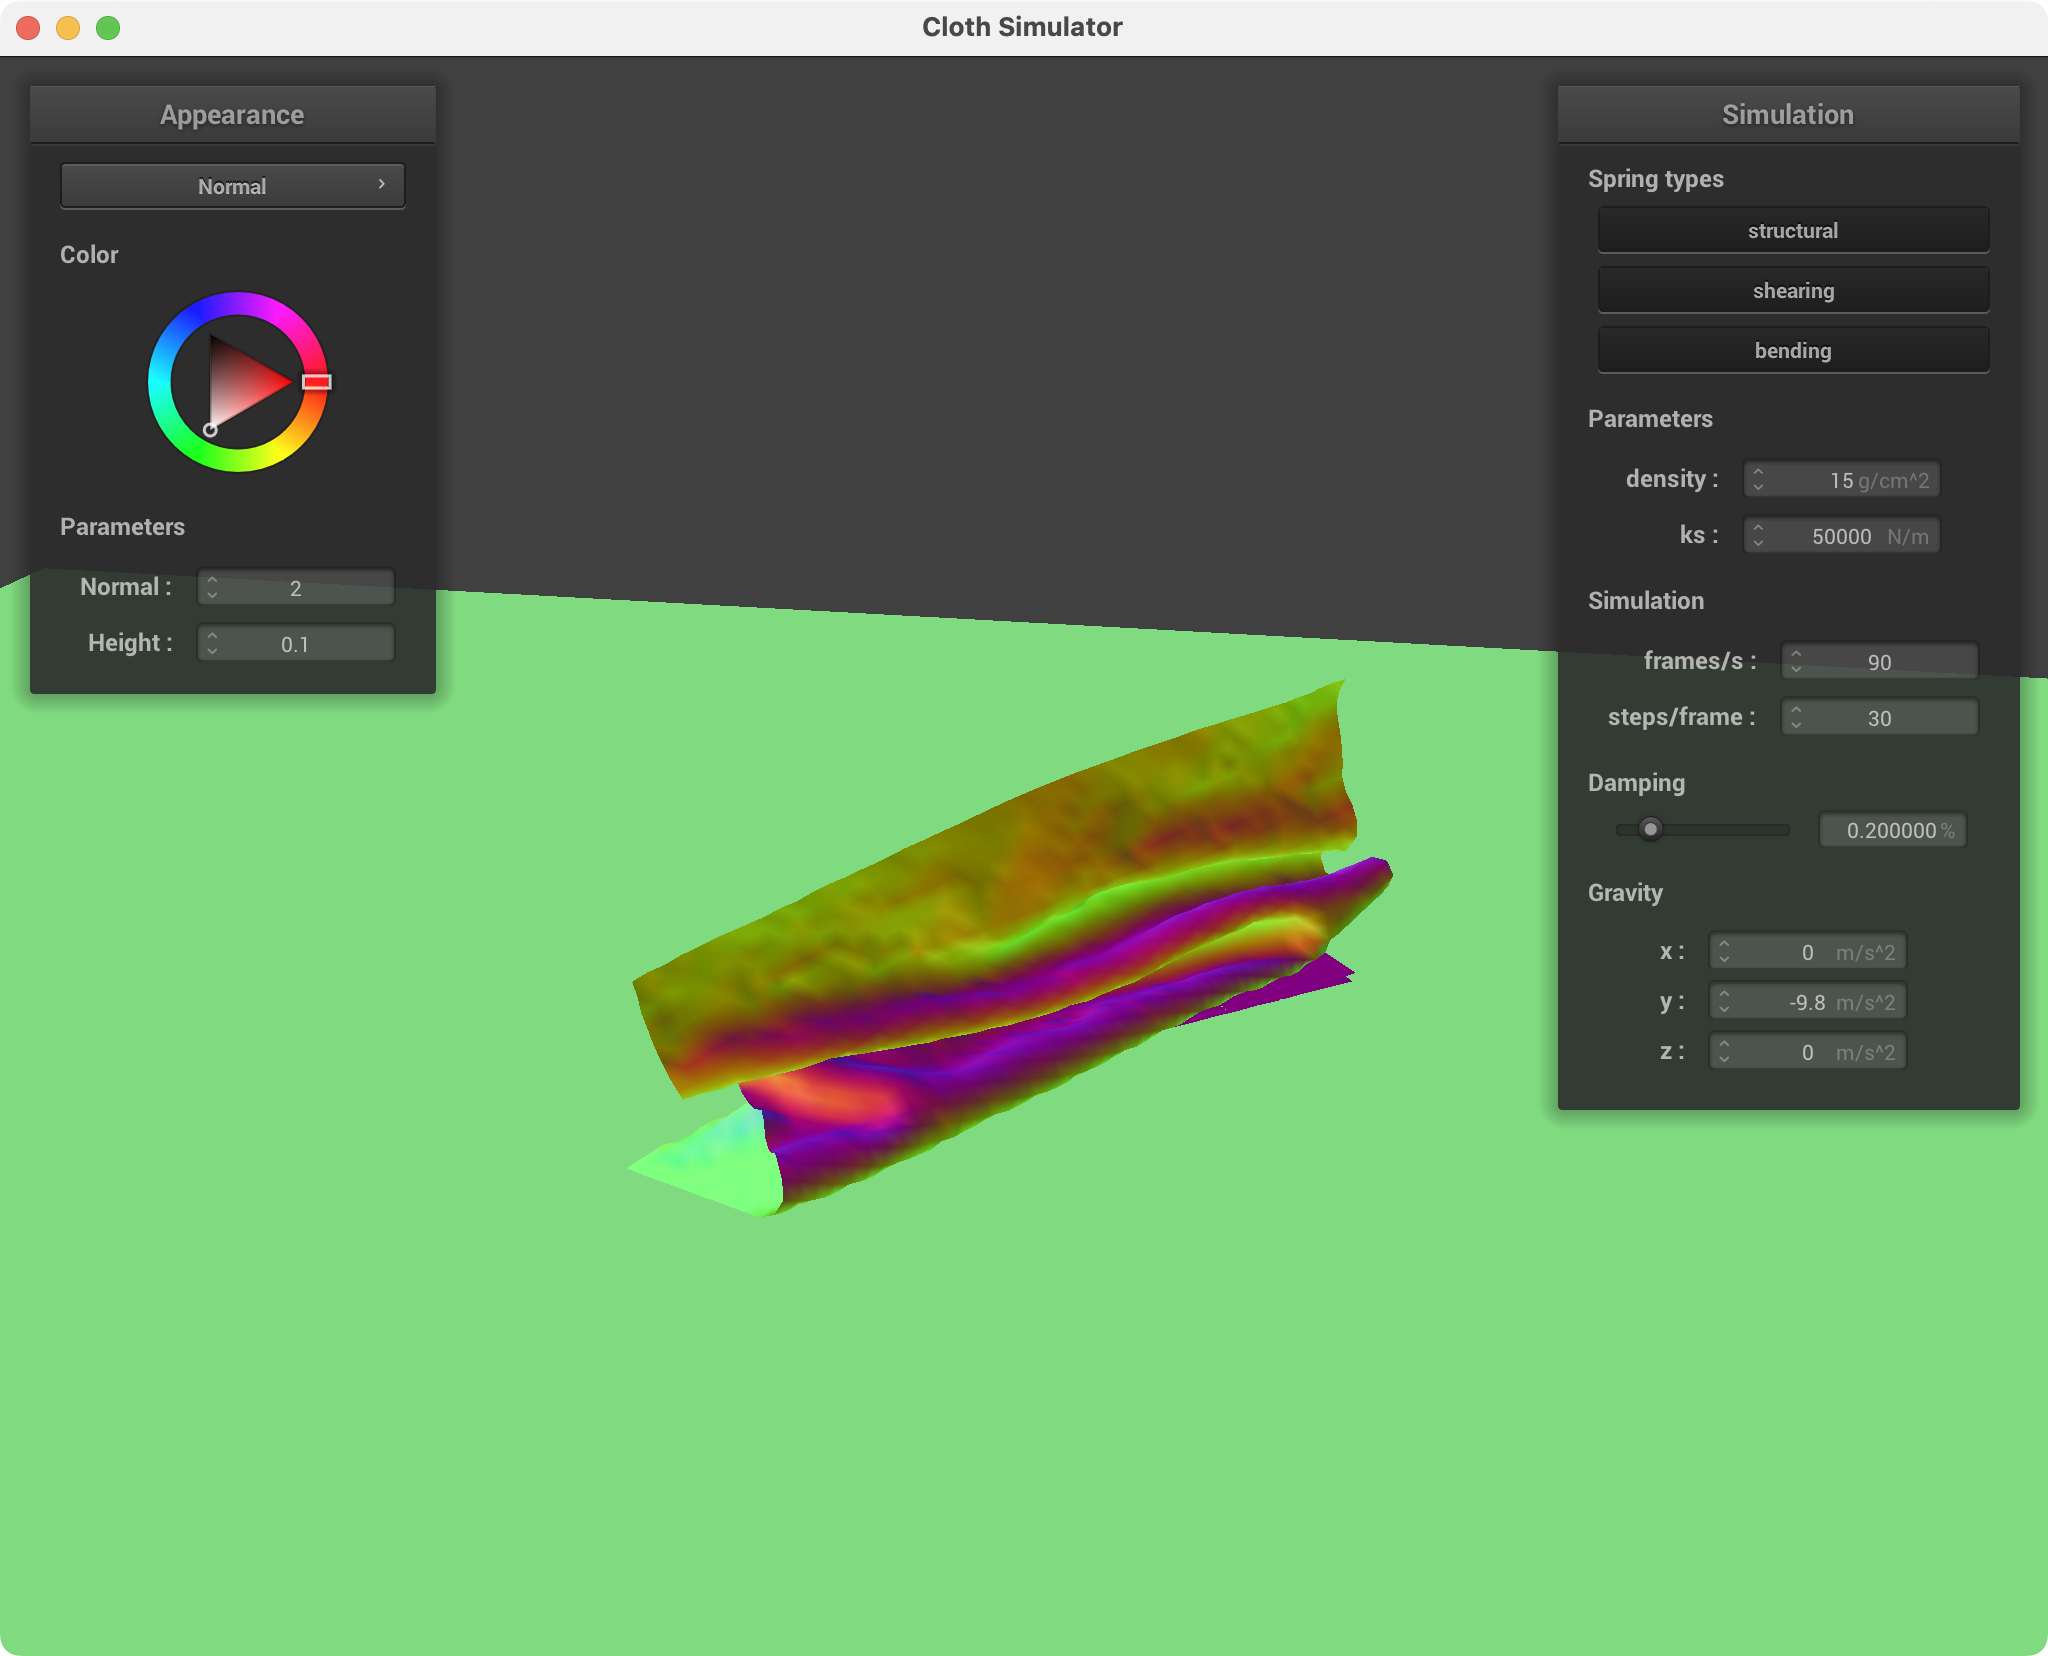 Cloth Simulator
Appearance
Normal
Color
Parameters
Normal : 2
Height : 0.1
Simulation
Spring types
structural
shearing
bending
Parameters
density : 15 g/cm^2
ks : 50000 N/m
Simulation
frames/s : 90
steps/frame : 30
Damping
0.200000 %
Gravity
x : 0 m/s^2
y : -9.8 m/s^2
z : 0 m/s^2